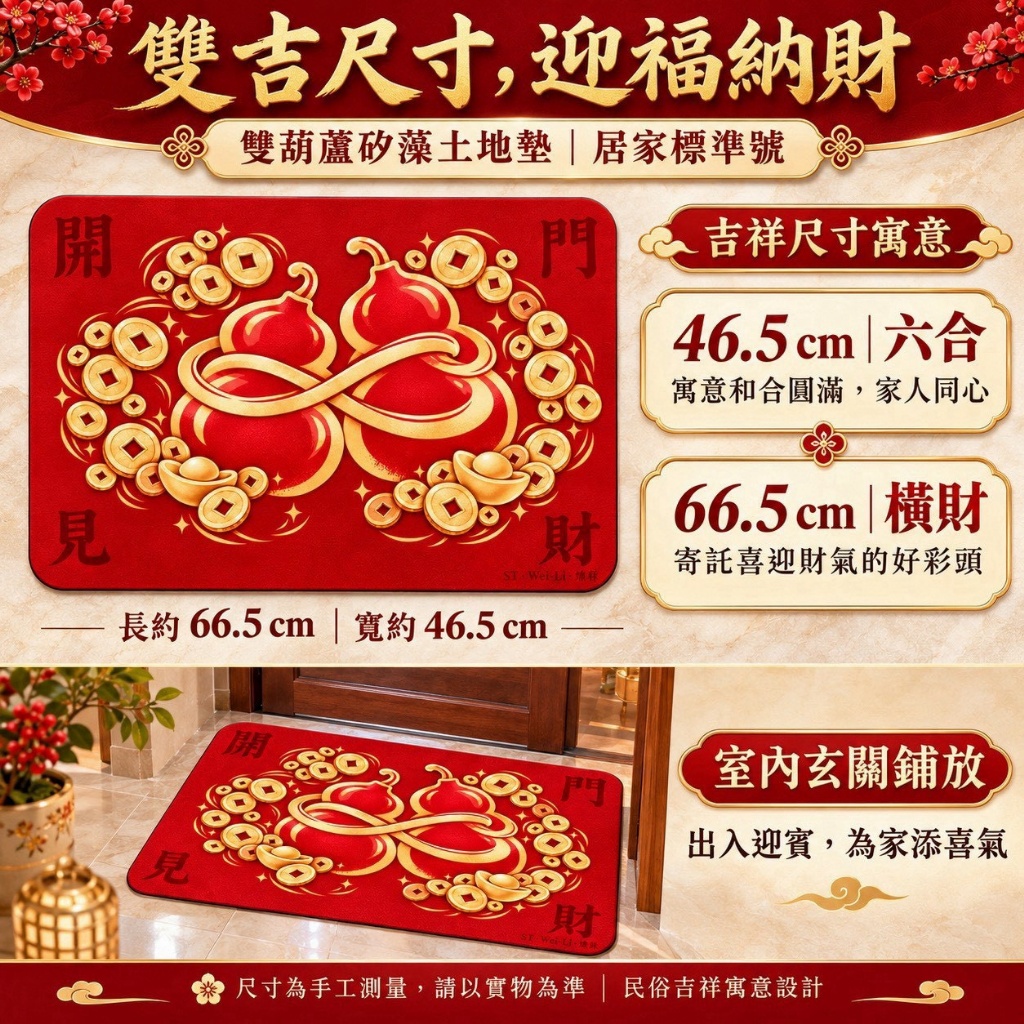 雙吉尺寸,迎福納財
雙葫蘆矽藻土地墊｜居家標準號
開 門
見 財
吉祥尺寸寓意
46.5 cm｜六合
寓意和合圓滿，家人同心
66.5 cm｜橫財
寄託喜迎財氣的好彩頭
長約 66.5 cm｜寬約 46.5 cm
開 門
見 財
室內玄關鋪放
出入迎賓，為家添喜氣
尺寸為手工測量，請以實物為準｜民俗吉祥寓意設計